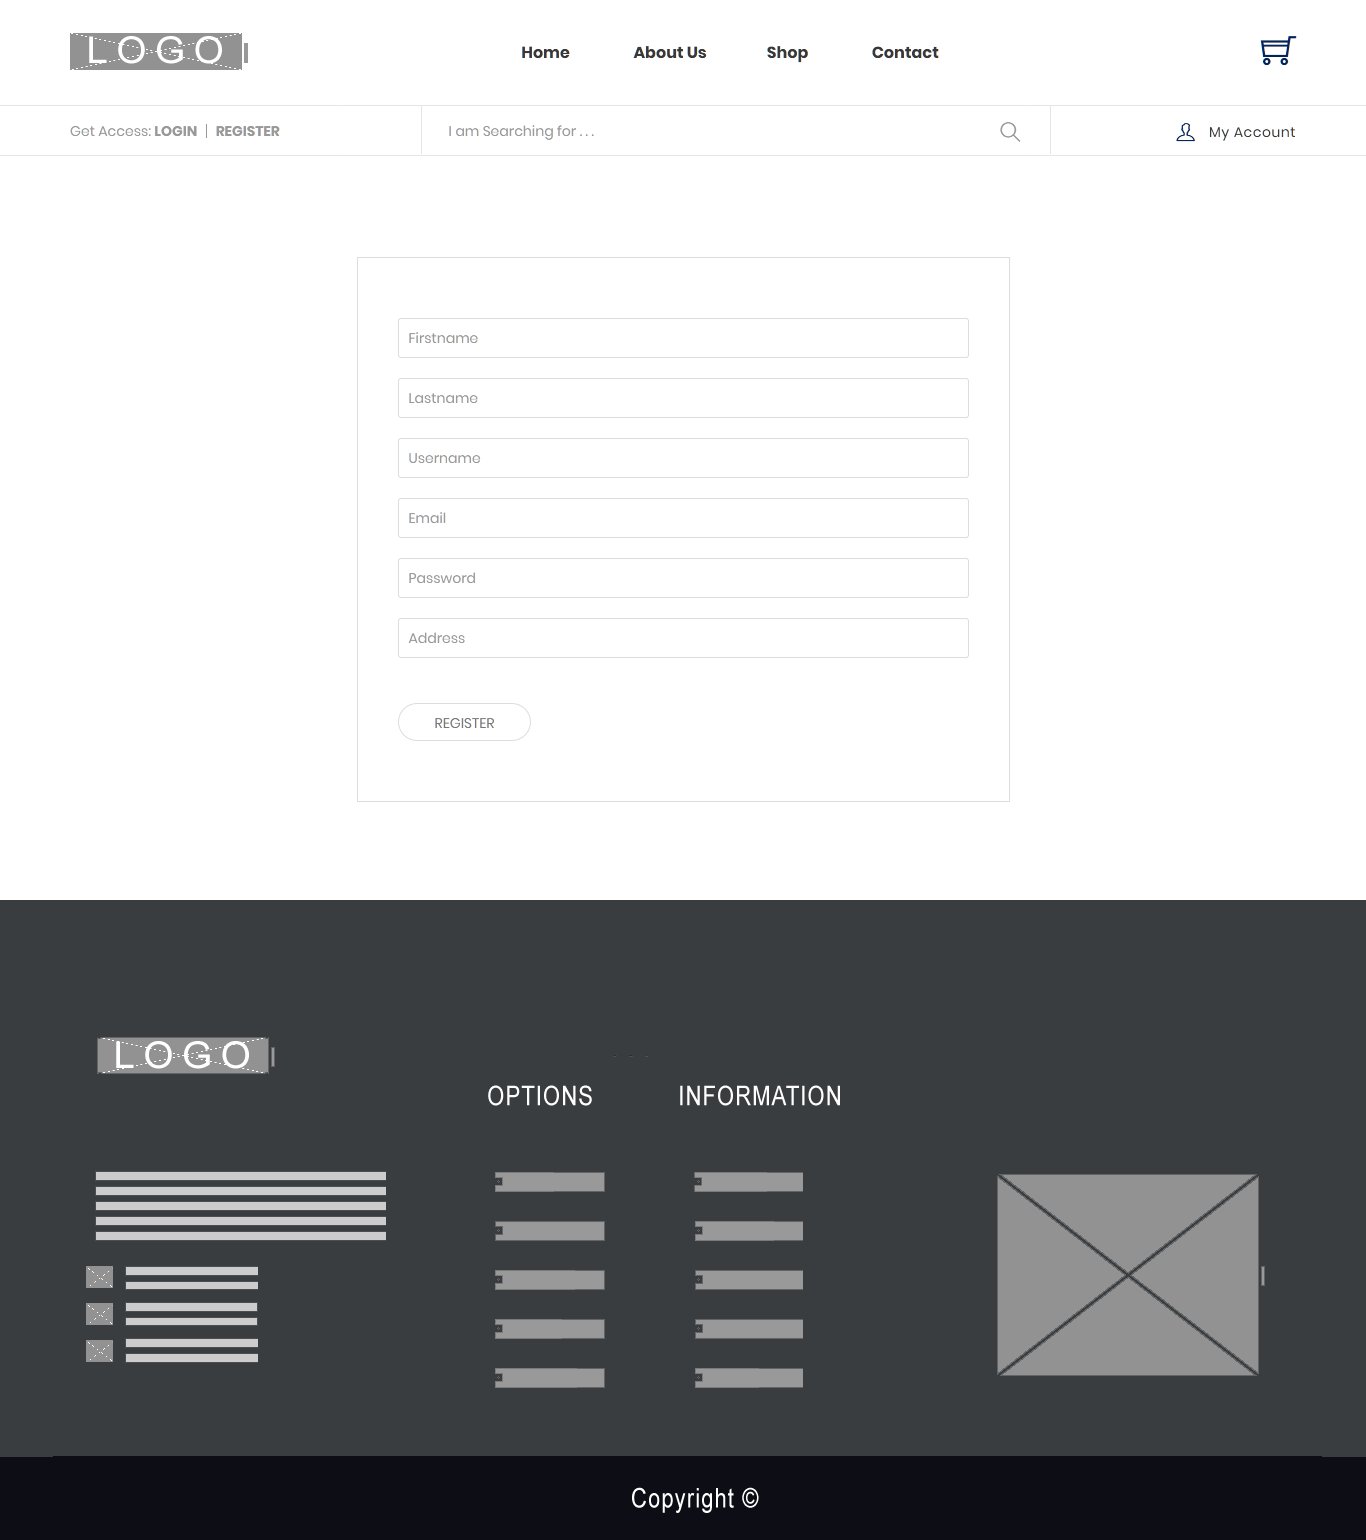 LOGO
Home About Us Shop Contact
Get Access: LOGIN | REGISTER
I am Searching for . . .
My Account
Firstname
Lastname
Username
Email
Password
Address
REGISTER
LOGO
OPTIONS INFORMATION
Copyright ©